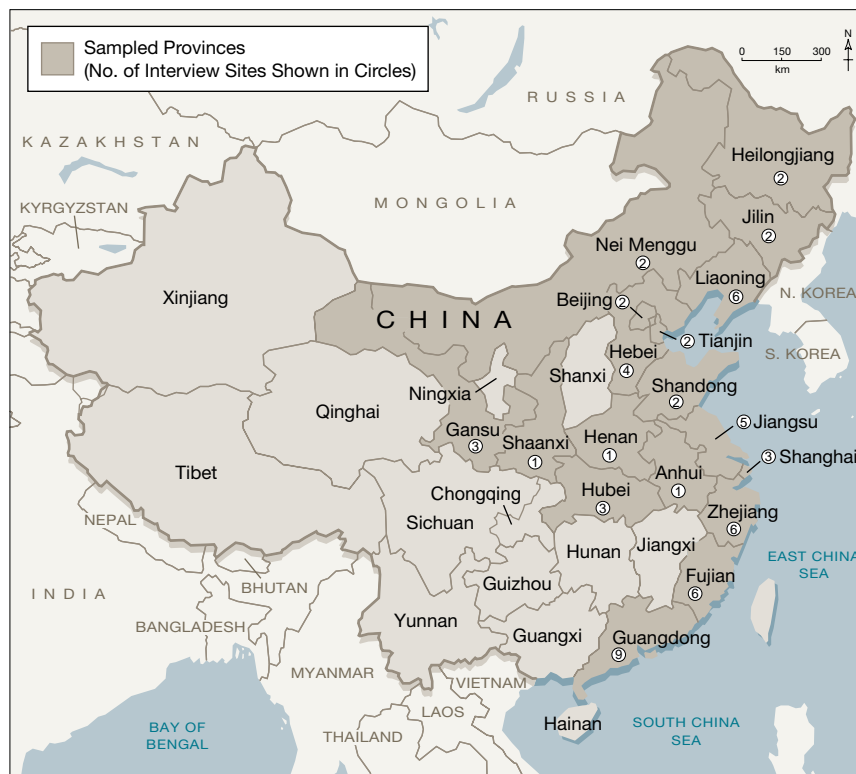 Sampled Provinces
(No. of Interview Sites Shown in Circles)
N
0 150 300
km
RUSSIA
KAZAKHSTAN
MONGOLIA
KYRGYZSTAN
Heilongjiang
2
Jilin
2
Nei Menggu
2
Liaoning
6
Xinjiang
N. KOREA
Beijing 2
CHINA
2 Tianjin
Hebei
4
S. KOREA
Shanxi
Shandong
2
Ningxia
Qinghai
5 Jiangsu
Gansu
3
Shaanxi
1
Henan
1
3 Shanghai
Tibet
Anhui
1
Chongqing
Hubei
3
Sichuan
Zhejiang
6
NEPAL
Hunan
Jiangxi
EAST CHINA
SEA
Fujian
6
Guizhou
BHUTAN
INDIA
Yunnan
BANGLADESH
Guangxi
Guangdong
9
MYANMAR
VIETNAM
LAOS
Hainan
BAY OF
BENGAL
THAILAND
SOUTH CHINA
SEA